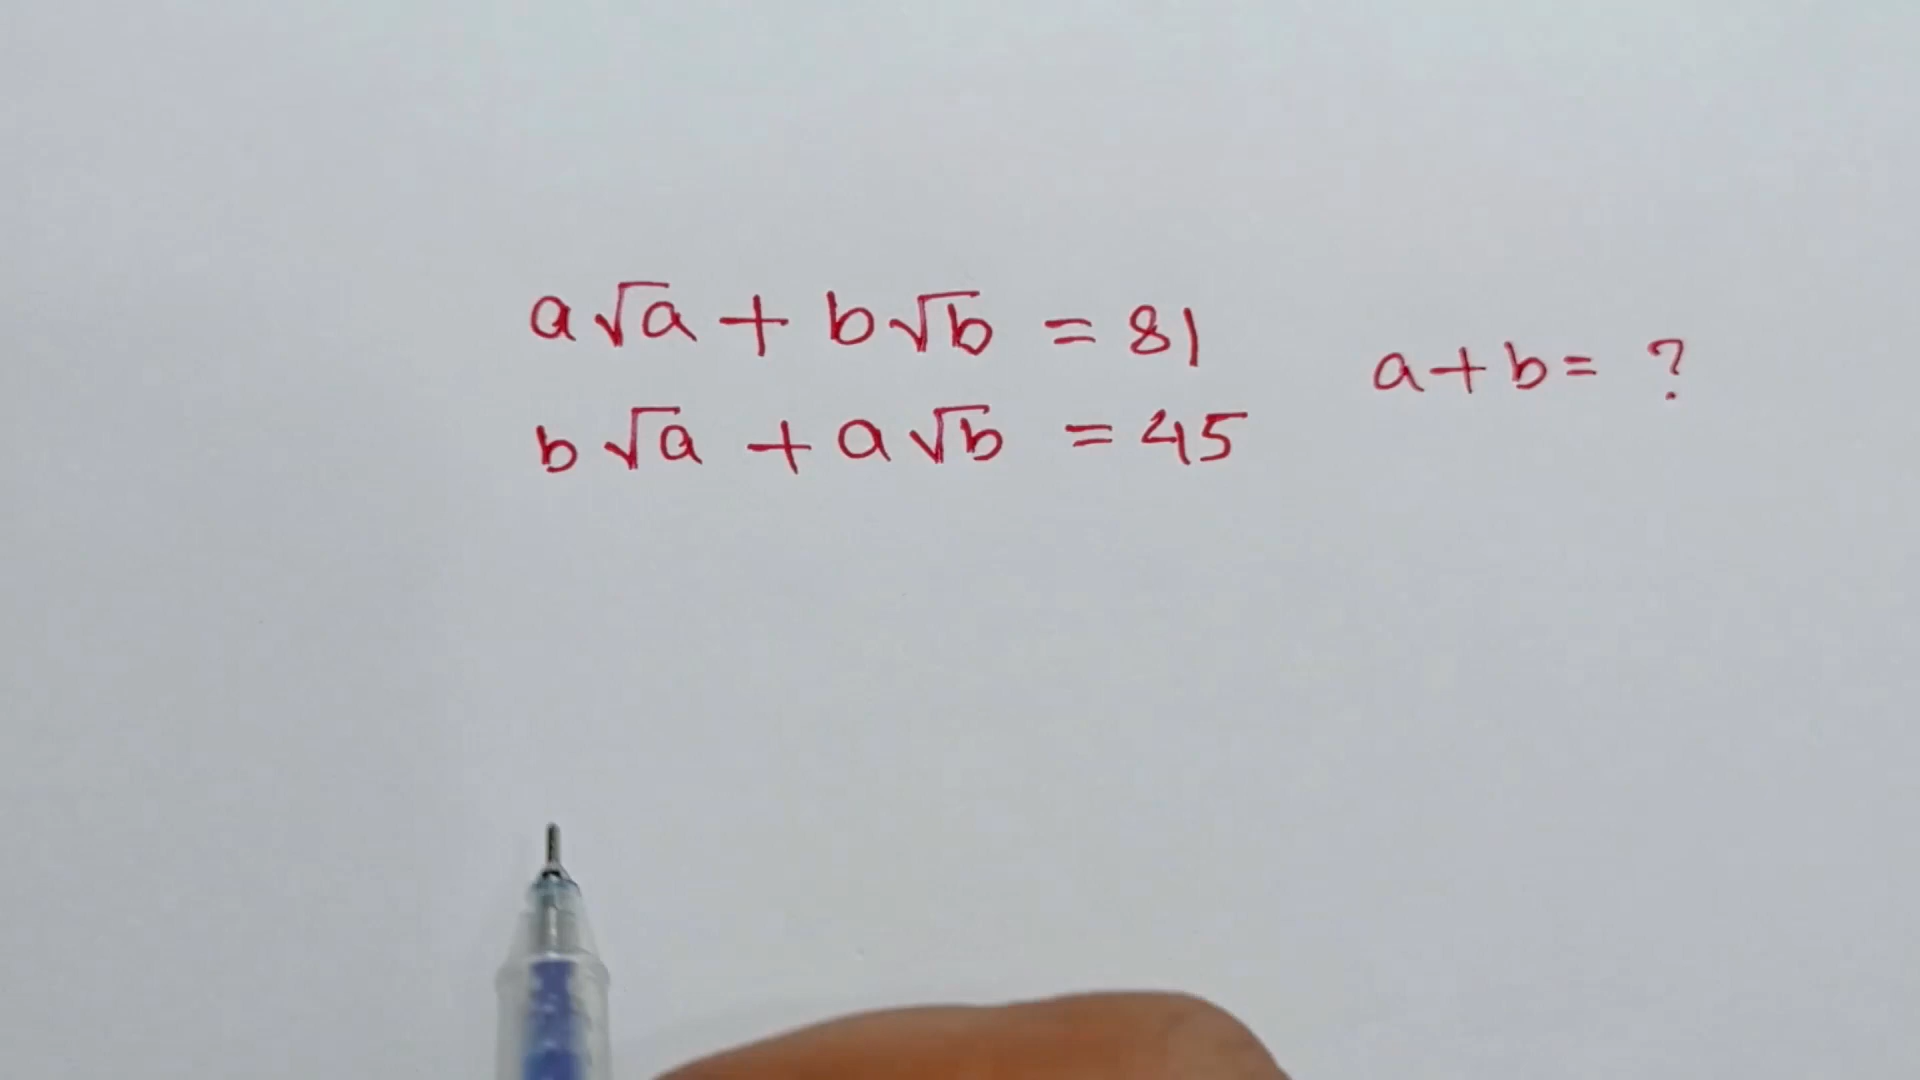 a√a + b√b = 81
b√a + a√b = 45
a+b= ?